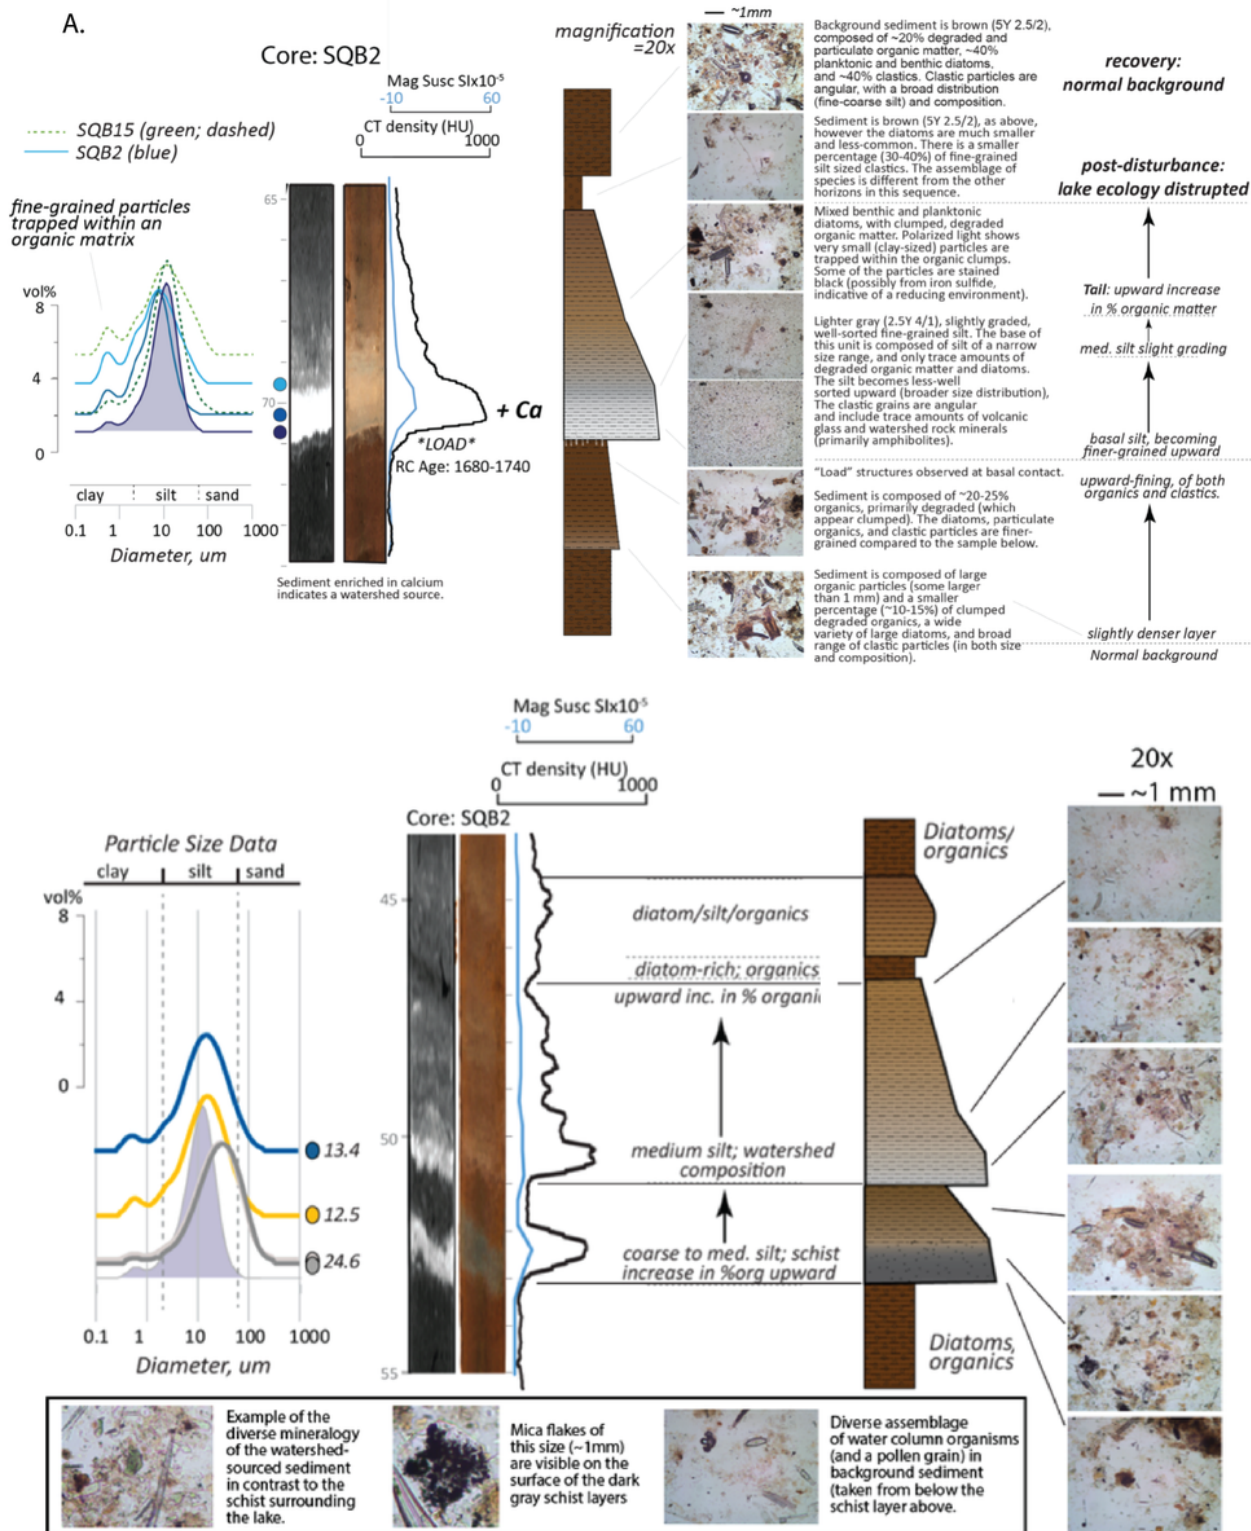 A.
Core: SQB2
Mag Susc SIx10-5
-10 60
CT density (HU)
0 1000
SQB15 (green; dashed)
SQB2 (blue)
fine-grained particles
trapped within an
organic matrix
vol%
8
4
0
clay silt sand
0.1 1 10 100 1000
Diameter, um
65
70
*LOAD*
RC Age: 1680-1740
+ Ca
Sediment enriched in calcium
indicates a watershed source.
magnification
=20x
~1mm
Background sediment is brown (5Y 2.5/2),
composed of ~20% degraded and
particulate organic matter, ~40%
planktonic and benthic diatoms,
and ~40% clastics. Clastic particles are
angular, with a broad distribution
(fine-coarse silt) and composition.
Sediment is brown (5Y 2.5/2), as above,
however the diatoms are much smaller
and less-common. There is a smaller
percentage (30-40%) of fine-grained
silt sized clastics. The assemblage of
species is different from the other
horizons in this sequence.
Mixed benthic and planktonic
diatoms, with clumped, degraded
organic matter. Polarized light shows
very small (clay-sized) particles are
trapped within the organic clumps.
Some of the particles are stained
black (possibly from iron sulfide,
indicative of a reducing environment).
Lighter gray (2.5Y 4/1), slightly graded,
well-sorted fine-grained silt. The base of
this unit is composed of silt of a narrow
size range, and only trace amounts of
degraded organic matter and diatoms.
The silt becomes less-well
sorted upward (broader size distribution),
The clastic grains are angular
and include trace amounts of volcanic
glass and watershed rock minerals
(primarily amphibolites).
"Load" structures observed at basal contact.
Sediment is composed of ~20-25%
organics, primarily degraded (which
appear clumped). The diatoms, particulate
organics, and clastic particles are finer-
grained compared to the sample below.
Sediment is composed of large
organic particles (some larger
than 1 mm) and a smaller
percentage (~10-15%) of clumped
degraded organics, a wide
variety of large diatoms, and broad
range of clastic particles (in both size
and composition).
recovery:
normal background
post-disturbance:
lake ecology distrupted
Tail: upward increase
in % organic matter
med. silt slight grading
basal silt, becoming
finer-grained upward
upward-fining, of both
organics and clastics.
slightly denser layer
Normal background
Mag Susc SIx10-5
-10 60
CT density (HU)
0 1000
Core: SQB2
Particle Size Data
clay silt sand
vol%
8
4
0
13.4
12.5
24.6
0.1 1 10 100 1000
Diameter, um
45
50
55
diatom/silt/organics
diatom-rich; organics
upward inc. in % organi
medium silt; watershed
composition
coarse to med. silt; schist
increase in %org upward
Diatoms/
organics
Diatoms,
organics
20x
~1 mm
Example of the
diverse mineralogy
of the watershed-
sourced sediment
in contrast to the
schist surrounding
the lake.
Mica flakes of
this size (~1mm)
are visible on the
surface of the dark
gray schist layers
Diverse assemblage
of water column organisms
(and a pollen grain) in
background sediment
(taken from below the
schist layer above.